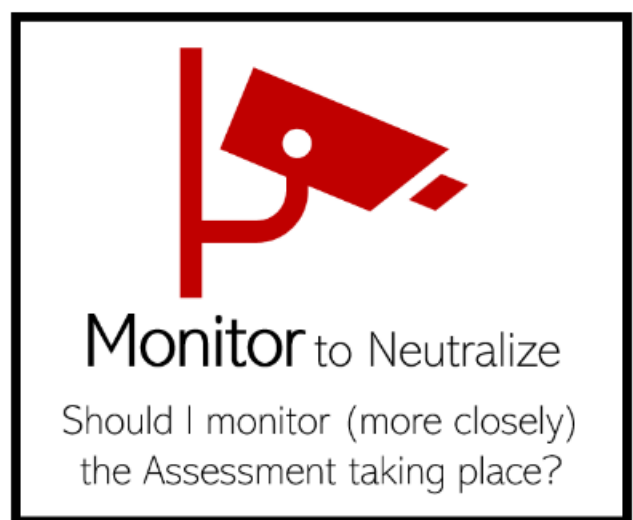 Monitor to Neutralize
Should I monitor (more closely)
the Assessment taking place?